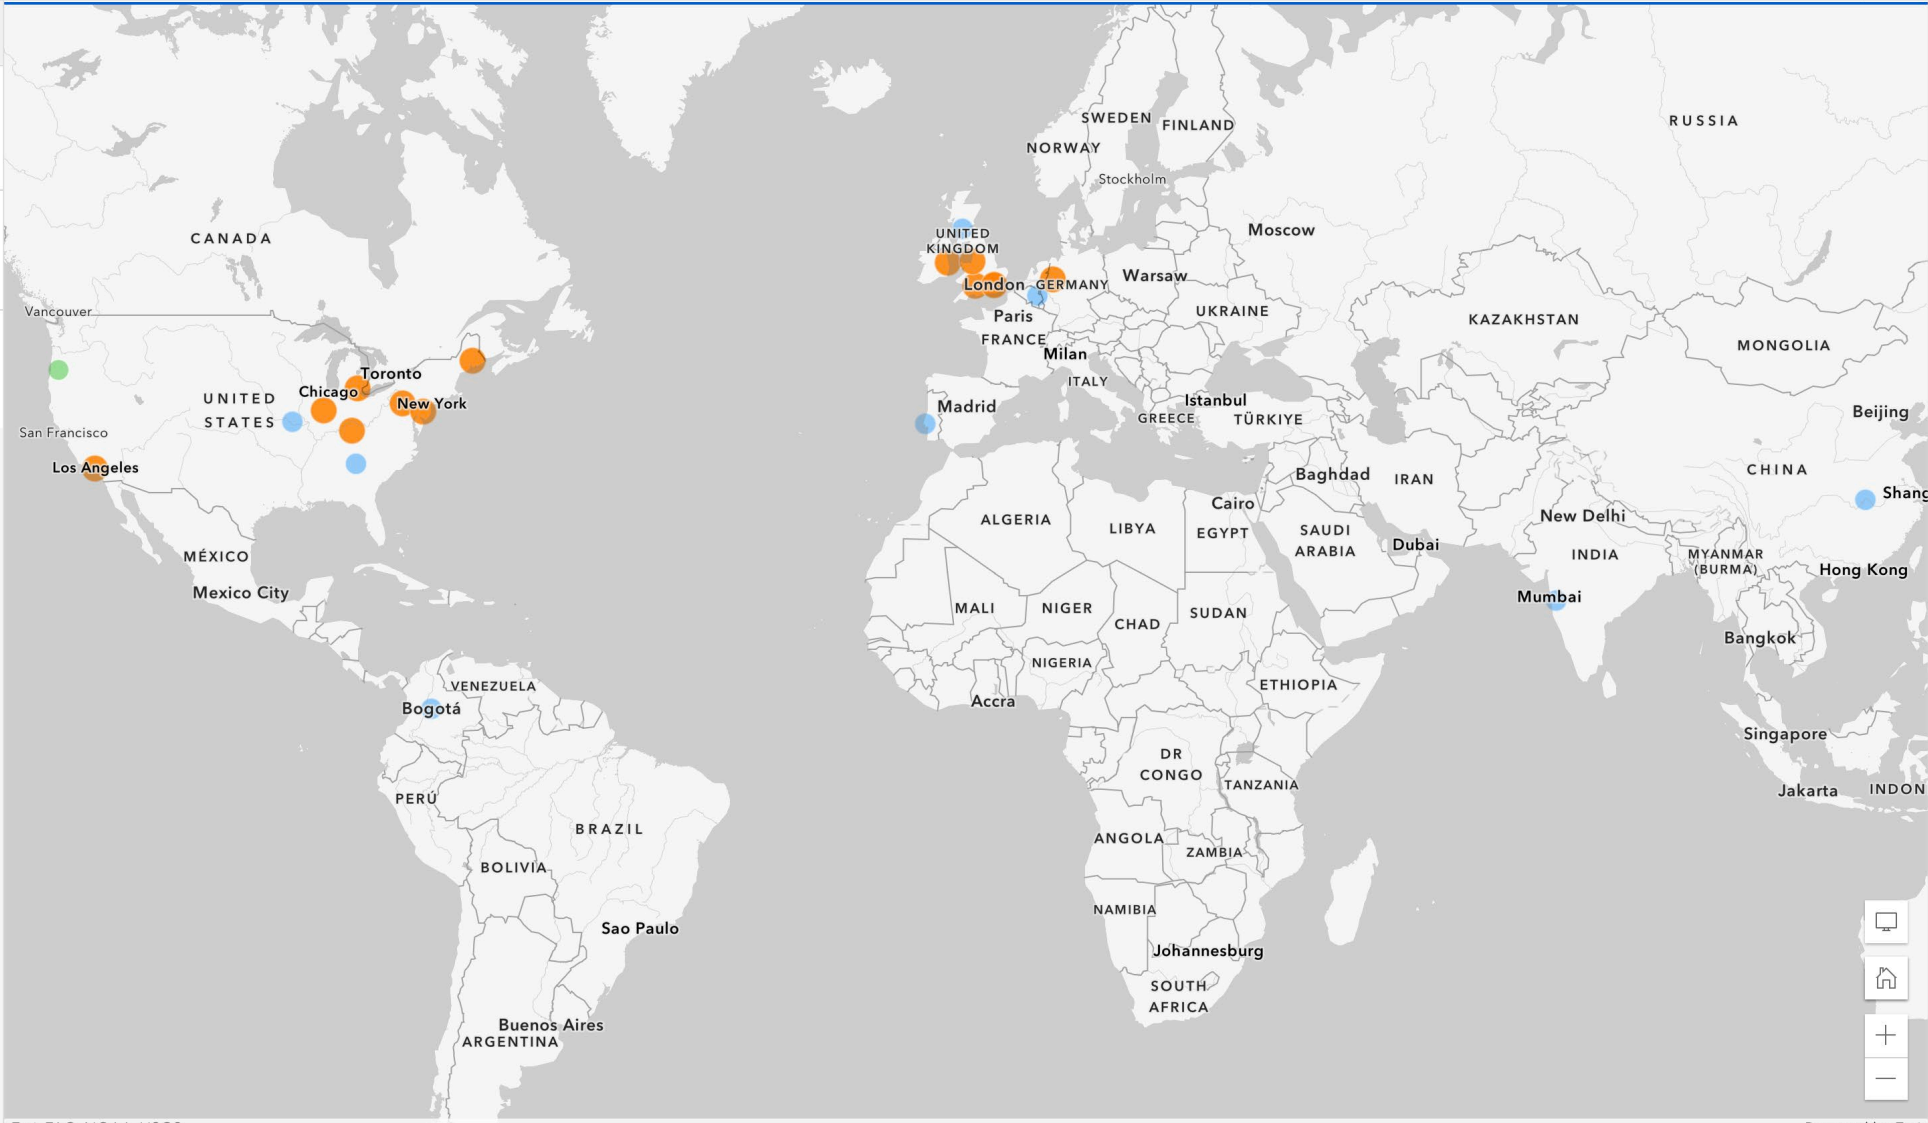 RUSSIA
SWEDEN
FINLAND
NORWAY
Stockholm
Moscow
CANADA
UNITED
KINGDOM
Warsaw
London
GERMANY
Vancouver
Paris
UKRAINE
KAZAKHSTAN
FRANCE
Milan
MONGOLIA
Toronto
ITALY
Chicago
UNITED
STATES
New York
Madrid
Istanbul
GREECE
TÜRKIYE
Beijing
San Francisco
Los Angeles
Baghdad
IRAN
CHINA
Shang
Cairo
ALGERIA
LIBYA
EGYPT
SAUDI
ARABIA
New Delhi
Dubai
INDIA
MYANMAR
(BURMA)
MÉXICO
Hong Kong
Mexico City
Mumbai
MALI
NIGER
SUDAN
CHAD
Bangkok
NIGERIA
VENEZUELA
ETHIOPIA
Accra
Bogotá
Singapore
DR
CONGO
TANZANIA
Jakarta
INDON
PERÚ
BRAZIL
ANGOLA
ZAMBIA
BOLIVIA
NAMIBIA
Sao Paulo
Johannesburg
SOUTH
AFRICA
Buenos Aires
ARGENTINA